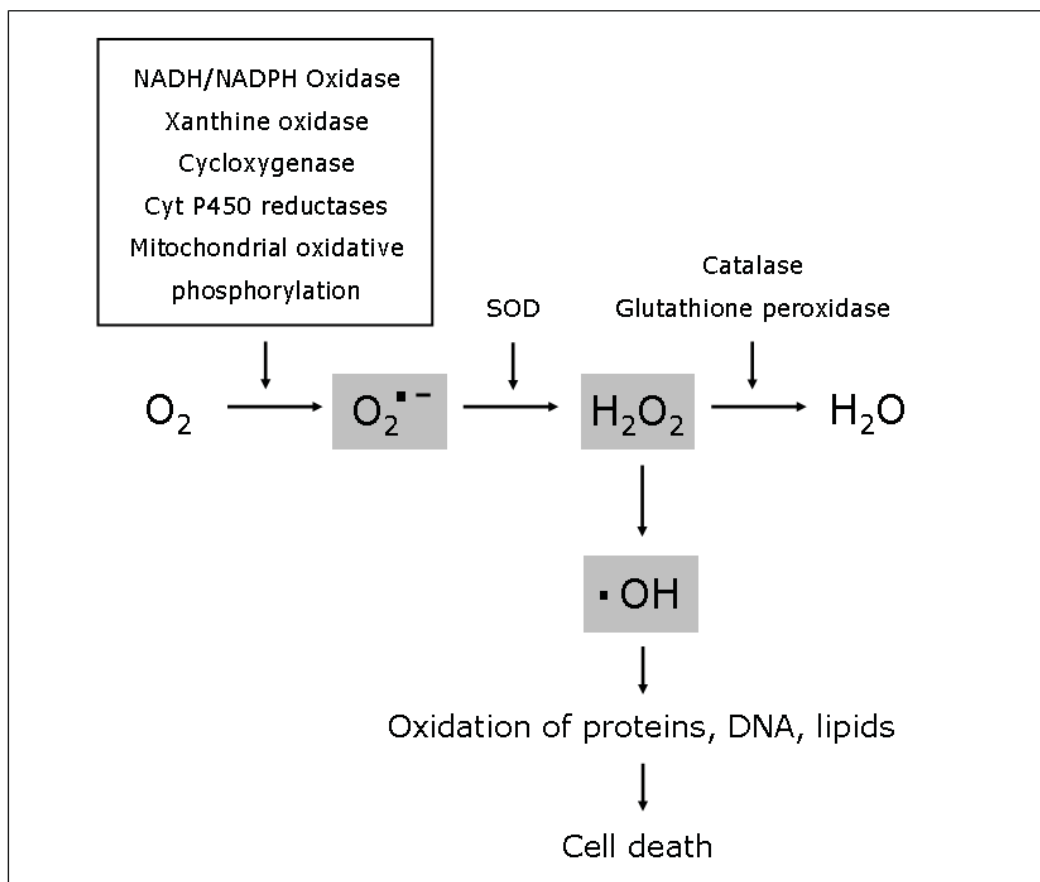 NADH/NADPH Oxidase
Xanthine oxidase
Cycloxygenase
Cyt P450 reductases
Mitochondrial oxidative
phosphorylation
Catalase
SOD
Glutathione peroxidase
O₂
O₂▪⁻
H₂O₂
H₂O
▪OH
Oxidation of proteins, DNA, lipids
Cell death